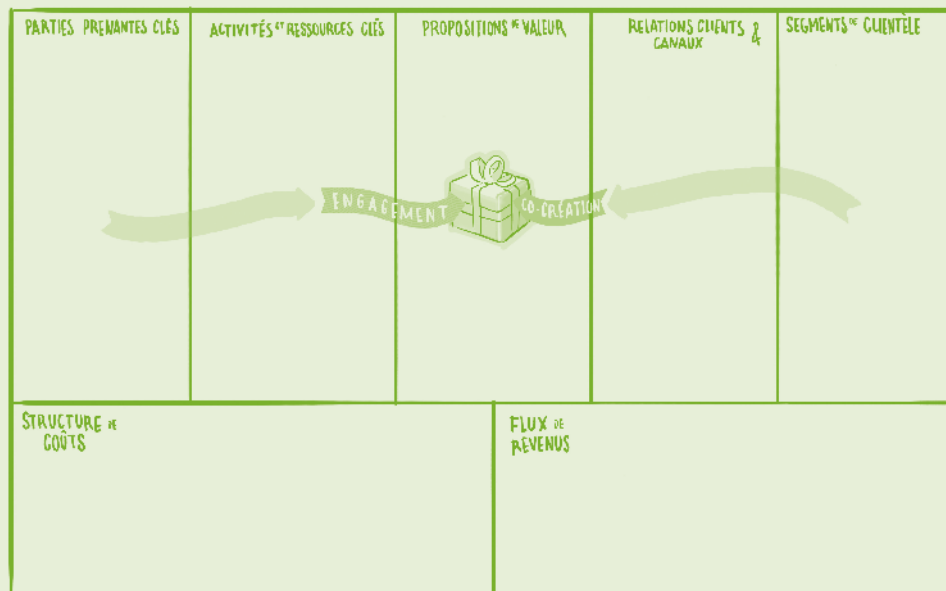 PARTIES PRENANTES CLÉS
ACTIVITÉS ET RESSOURCES CLÉS
PROPOSITIONS DE VALEUR
RELATIONS CLIENTS &
CANAUX
SEGMENTS DE CLIENTÈLE
ENGAGEMENT
CO-CRÉATION
STRUCTURE DE
COÛTS
FLUX DE
REVENUS